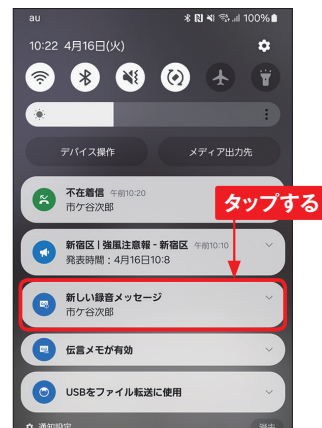 au 100%
10:22 4月16日(火)
デバイス操作 メディア出力先
不在着信 午前10:20
市ケ谷次郎
タップする
新宿区 | 強風注意報 - 新宿区 午前10:10
発表時間：4月16日10:8
新しい録音メッセージ
市ケ谷次郎
伝言メモが有効
USBをファイル転送に使用
通知設定 消去